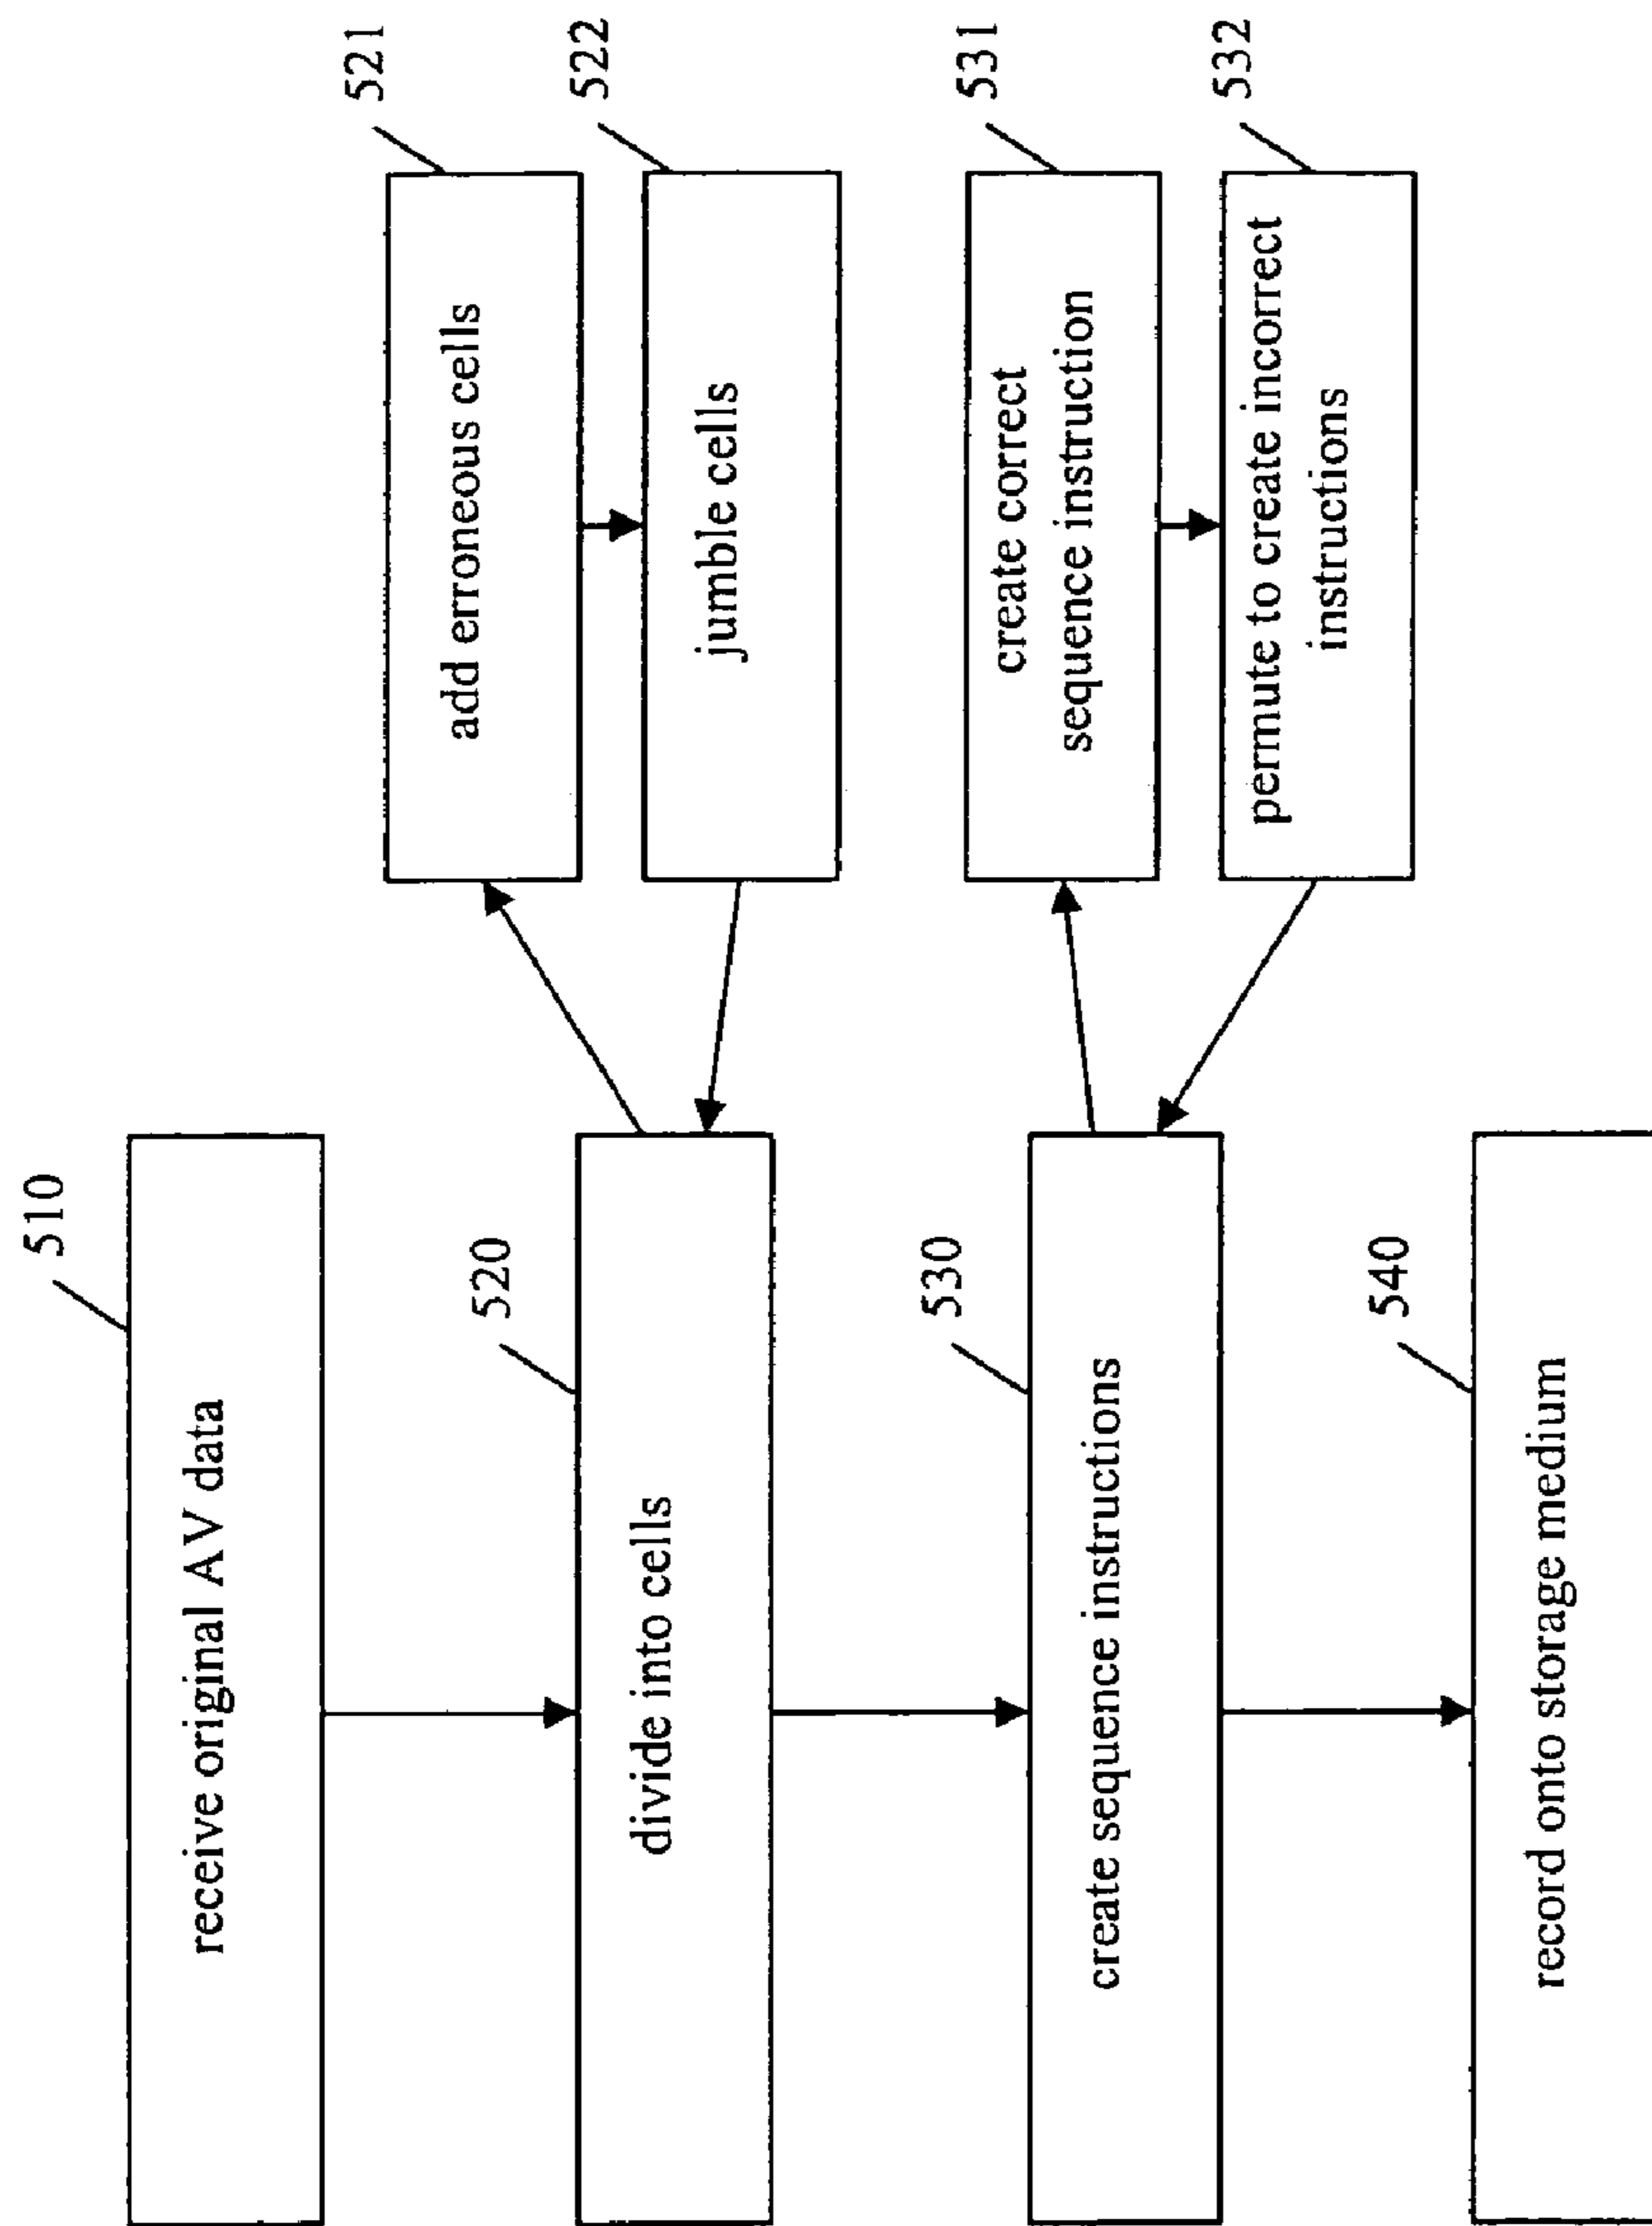 510
receive original AV data
520
divide into cells
521
add erroneous cells
522
jumble cells
530
create sequence instructions
531
create correct
sequence instruction
532
permute to create incorrect
instructions
540
record onto storage medium